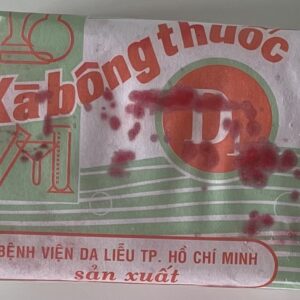 Xà bông thuốc
BỆNH VIỆN DA LIỄU TP. HỒ CHÍ MINH
sản xuất